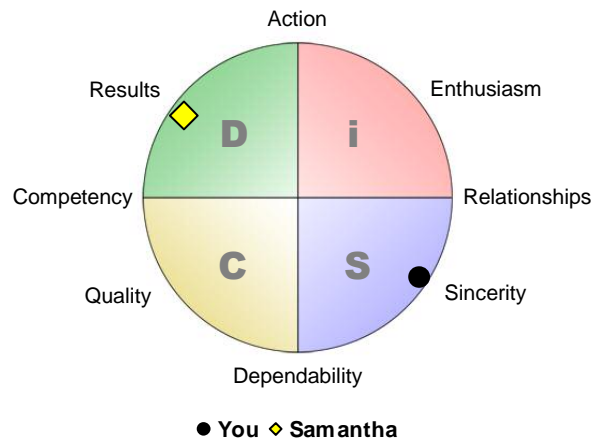 Action
Results
Enthusiasm
D
i
Competency
Relationships
C
S
Quality
Sincerity
Dependability
You Samantha